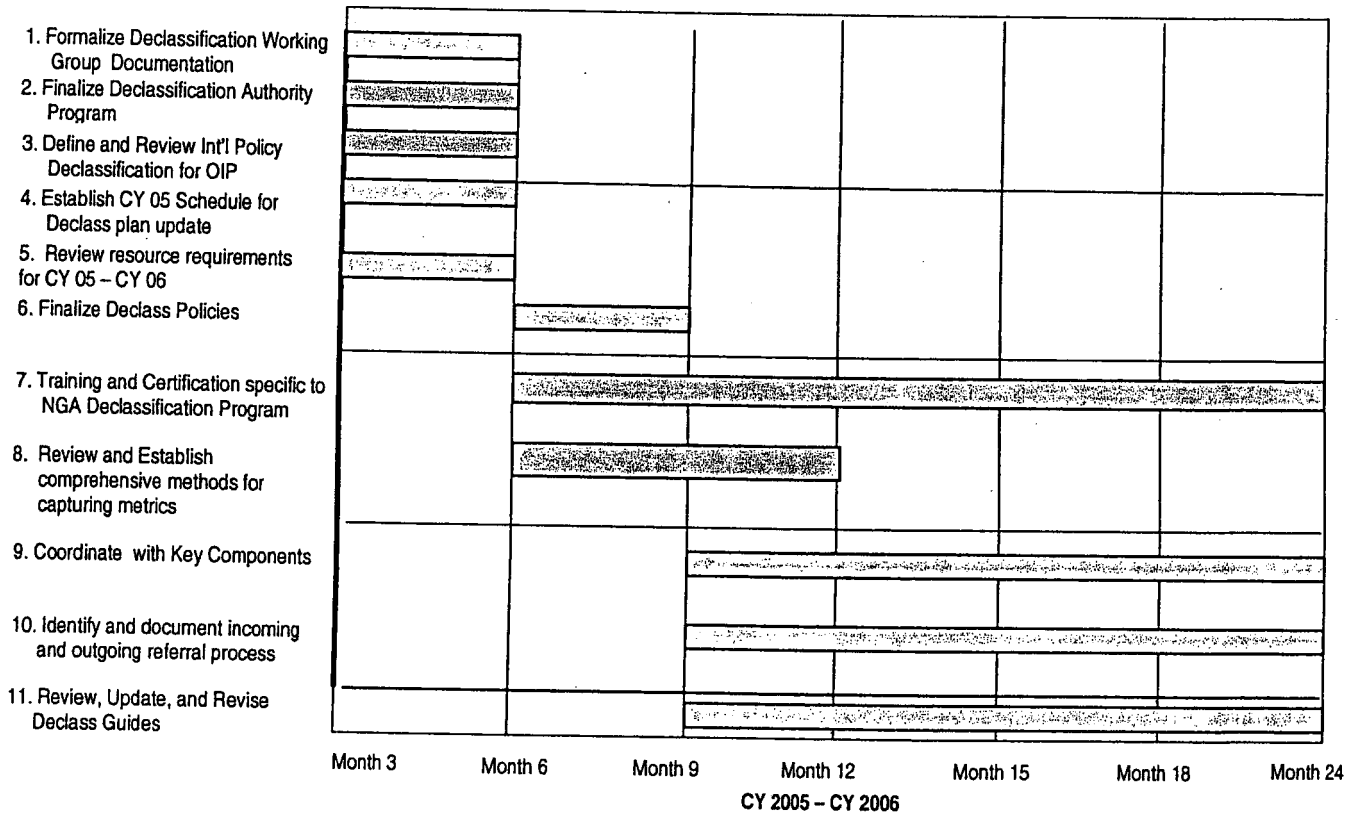 1. Formalize Declassification Working
Group Documentation
2. Finalize Declassification Authority
Program
3. Define and Review Int'l Policy
Declassification for OIP
4. Establish CY 05 Schedule for
Declass plan update
5. Review resource requirements
for CY 05 – CY 06
6. Finalize Declass Policies
7. Training and Certification specific to
NGA Declassification Program
8. Review and Establish
comprehensive methods for
capturing metrics
9. Coordinate with Key Components
10. Identify and document incoming
and outgoing referral process
11. Review, Update, and Revise
Declass Guides
Month 3 Month 6 Month 9 Month 12 Month 15 Month 18 Month 24
CY 2005 – CY 2006